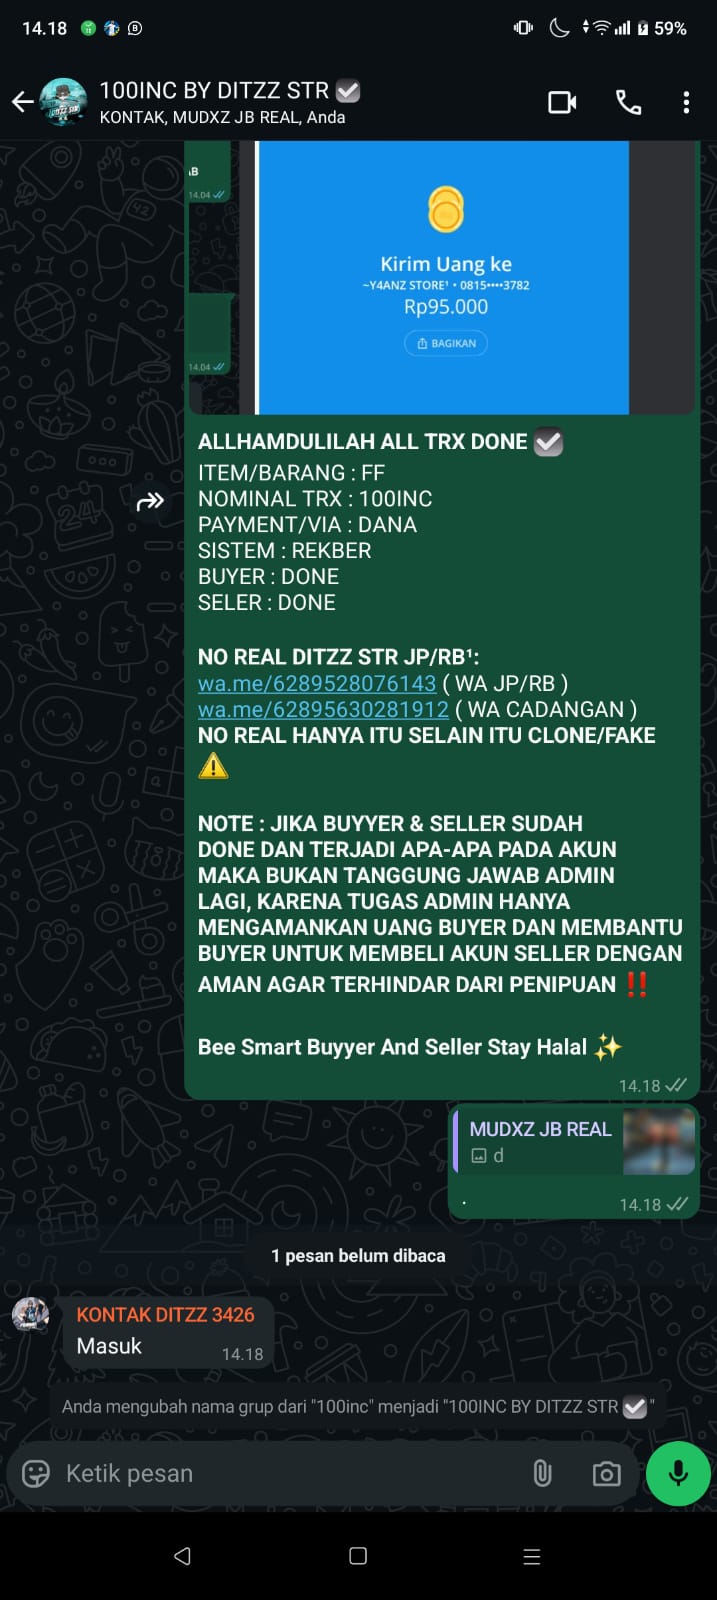 14.18
59%
100INC BY DITZZ STR ☑
KONTAK, MUDXZ JB REAL, Anda
AB
14.04
14.04
Kirim Uang ke
~Y4ANZ STORE¹ • 0815••••3782
Rp95.000
BAGIKAN
ALLHAMDULILAH ALL TRX DONE ☑
ITEM/BARANG : FF
NOMINAL TRX : 100INC
PAYMENT/VIA : DANA
SISTEM : REKBER
BUYER : DONE
SELER : DONE
NO REAL DITZZ STR JP/RB¹:
wa.me/6289528076143 ( WA JP/RB )
wa.me/62895630281912 ( WA CADANGAN )
NO REAL HANYA ITU SELAIN ITU CLONE/FAKE
⚠️
NOTE : JIKA BUYYER & SELLER SUDAH
DONE DAN TERJADI APA-APA PADA AKUN
MAKA BUKAN TANGGUNG JAWAB ADMIN
LAGI, KARENA TUGAS ADMIN HANYA
MENGAMANKAN UANG BUYER DAN MEMBANTU
BUYER UNTUK MEMBELI AKUN SELLER DENGAN
AMAN AGAR TERHINDAR DARI PENIPUAN ‼️
Bee Smart Buyyer And Seller Stay Halal ✨
14.18
MUDXZ JB REAL
d
.
14.18
1 pesan belum dibaca
KONTAK DITZZ 3426
Masuk
14.18
Anda mengubah nama grup dari "100inc" menjadi "100INC BY DITZZ STR ☑"
Ketik pesan